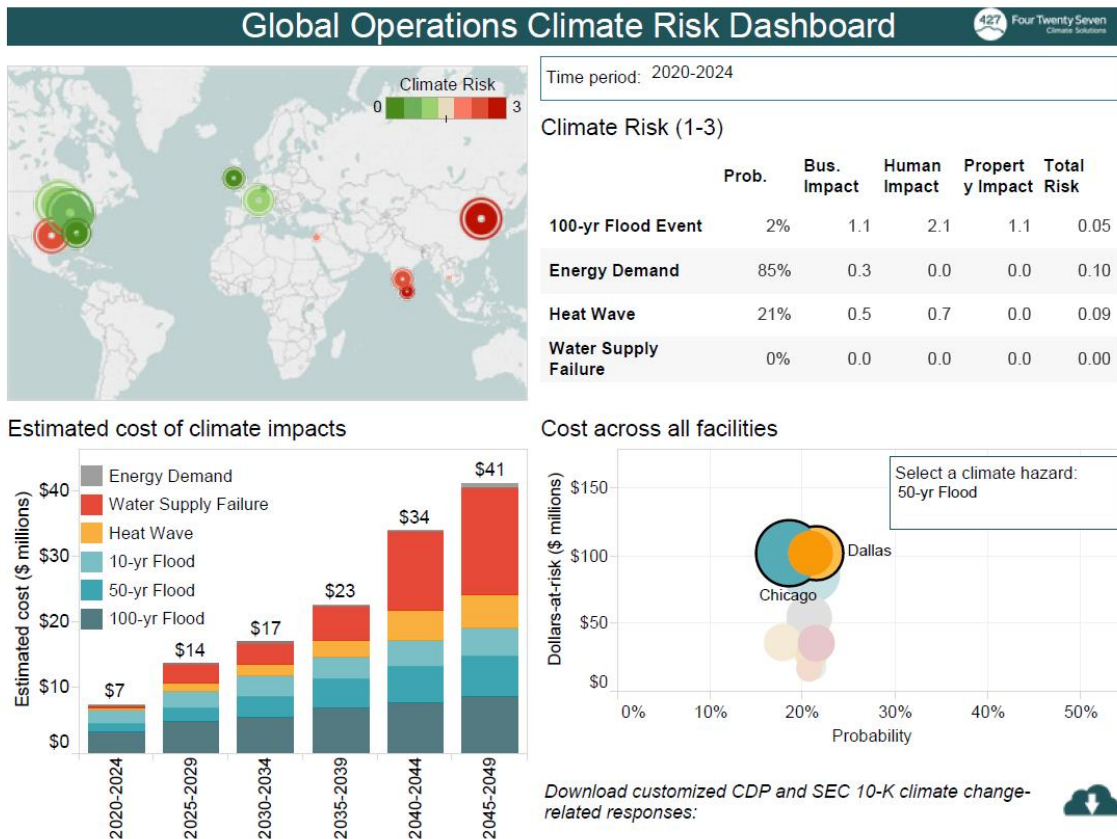 Global Operations Climate Risk Dashboard
427
Four Twenty Seven
Climate Solutions
Climate Risk
0
3
Time period: 2020-2024
Climate Risk (1-3)
Prob.
Bus.
Impact
Human
Impact
Propert
y Impact
Total
Risk
100-yr Flood Event 2% 1.1 2.1 1.1 0.05
Energy Demand 85% 0.3 0.0 0.0 0.10
Heat Wave 21% 0.5 0.7 0.0 0.09
Water Supply
Failure 0% 0.0 0.0 0.0 0.00
Estimated cost of climate impacts
Estimated cost ($ millions)
$40
$30
$20
$10
$0
Energy Demand
Water Supply Failure
Heat Wave
10-yr Flood
50-yr Flood
100-yr Flood
$7
$14
$17
$23
$34
$41
2020-2024
2025-2029
2030-2034
2035-2039
2040-2044
2045-2049
Cost across all facilities
Dollars-at-risk ($ millions)
$150
$100
$50
$0
Select a climate hazard:
50-yr Flood
Dallas
Chicago
0% 10% 20% 30% 40% 50%
Probability
Download customized CDP and SEC 10-K climate change-
related responses: